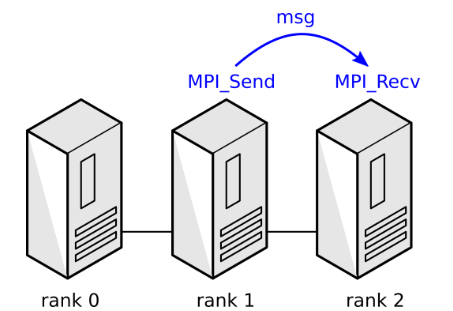 msg
MPI_Send MPI_Recv
rank 0 rank 1 rank 2